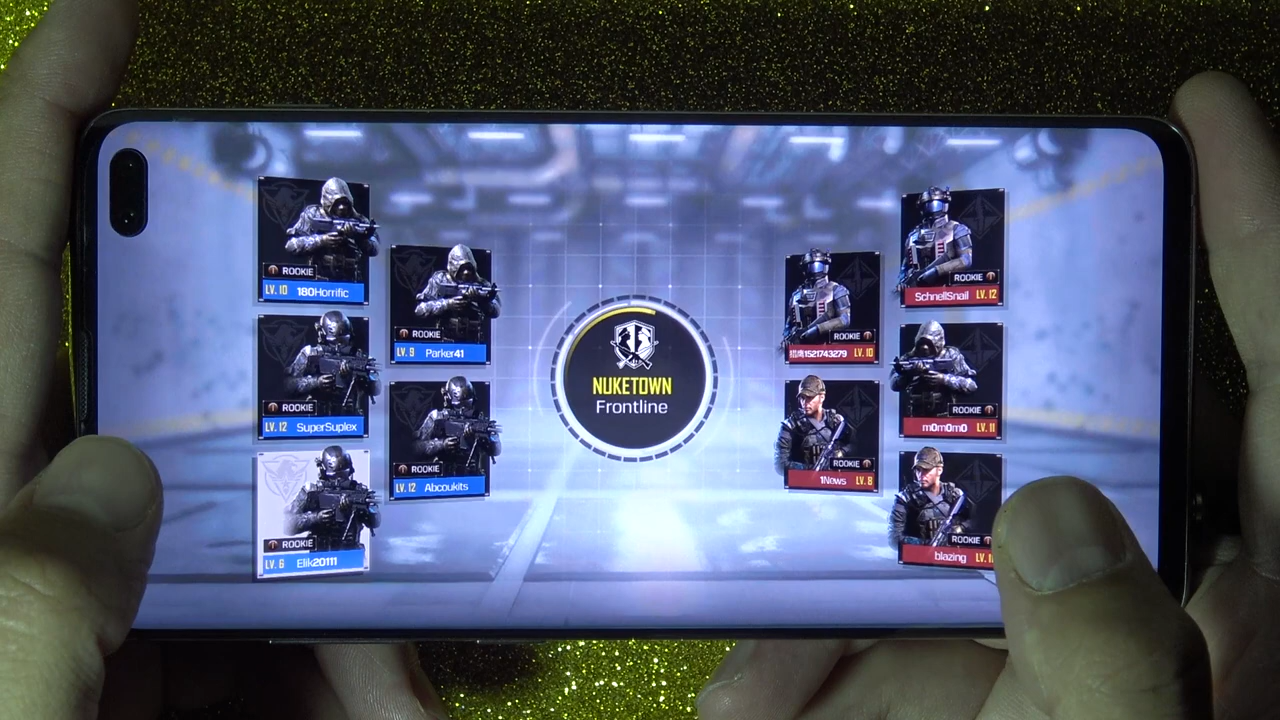 ROOKIE
LV. 10 180Horrific
ROOKIE
LV. 12 SuperSuplex
ROOKIE
LV. 6 Elik20111
ROOKIE
LV. 9 Parker41
ROOKIE
LV. 12 Abcoukits
NUKETOWN
Frontline
ROOKIE
1521743279 LV. 10
ROOKIE
1News LV. 8
ROOKIE
SchnellSnail LV. 12
ROOKIE
m0m0m0 LV. 11
ROOKIE
blazing LV.